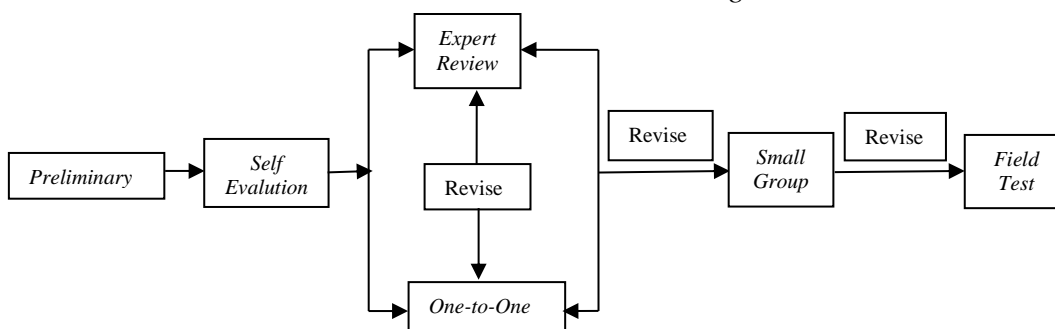 Expert
Review
Preliminary
Self
Evalution
Revise
One-to-One
Revise
Small
Group
Revise
Field
Test